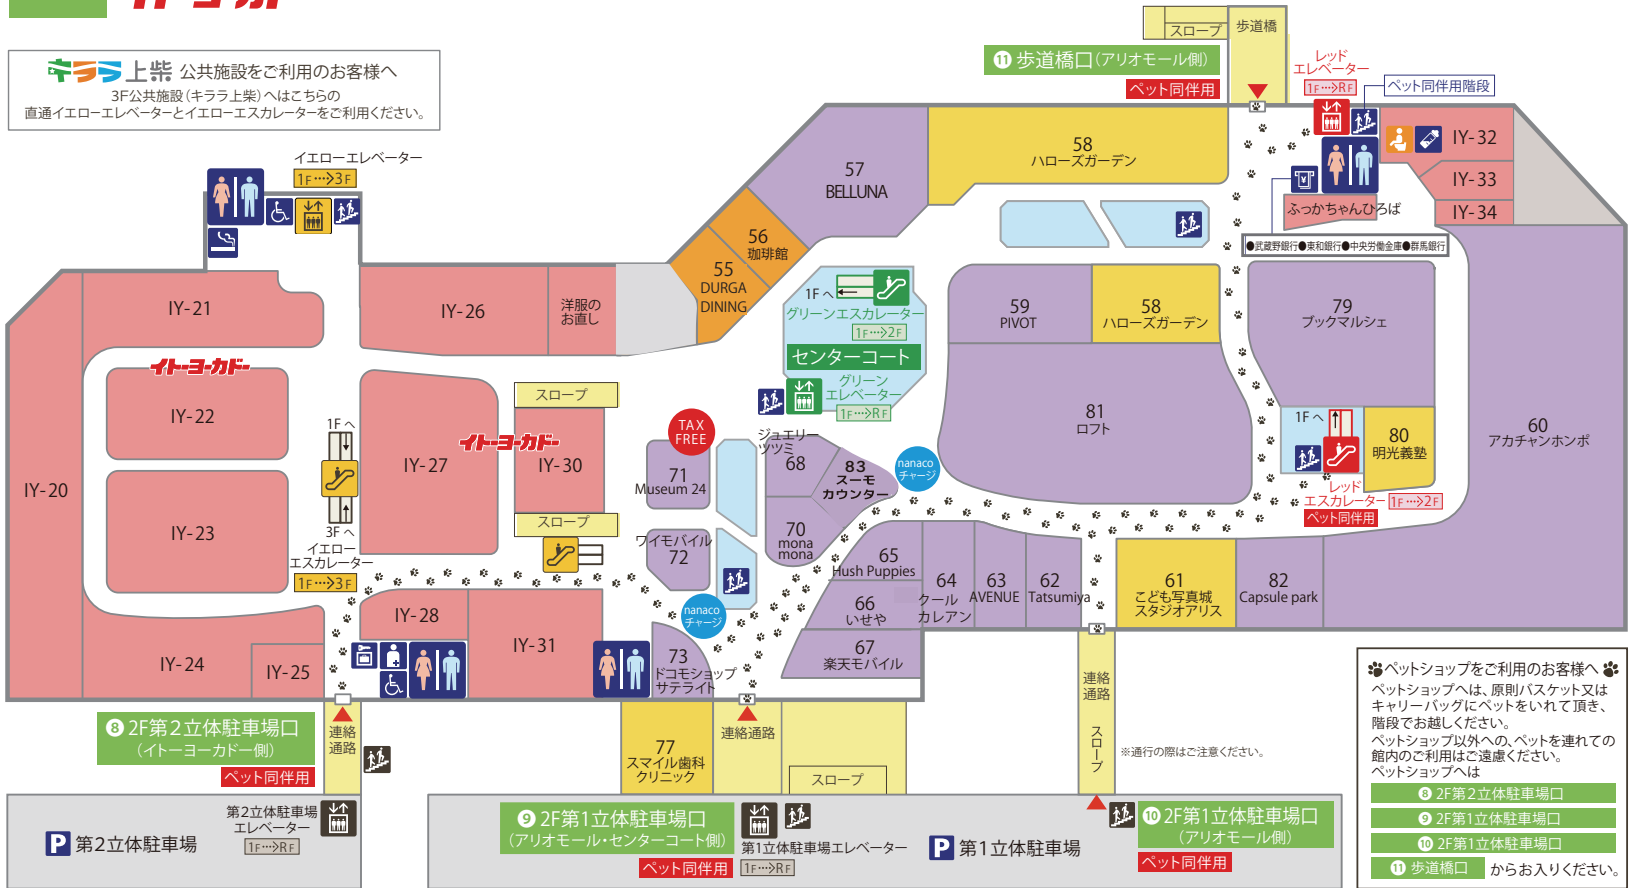 キララ上柴 公共施設をご利用のお客様へ
3F公共施設(キララ上柴)へはこちらの
直通イエローエレベーターとイエローエスカレーターをご利用ください。
スロープ
歩道橋
⓫ 歩道橋口(アリオモール側)
ペット同伴用
レッド
エレベーター
1F⋯>RF
ペット同伴用階段
イエローエレベーター
1F⋯>3F
57
BELLUNA
58
ハローズガーデン
IY-32
IY-33
IY-34
ふっかちゃんひろば
●武蔵野銀行●東和銀行●中央労働金庫●群馬銀行
56
珈琲館
55
DURGA
DINING
IY-21
IY-26
洋服の
お直し
1Fへ
グリーンエスカレーター
1F⋯>2F
センターコート
グリーン
エレベーター
1F⋯>RF
59
PIVOT
58
ハローズガーデン
79
ブックマルシェ
イトーヨーカドー
IY-22
スロープ
TAX
FREE
81
ロフト
1Fへ
80
明光義塾
60
アカチャンホンポ
1Fへ
IY-27
イトーヨーカドー
IY-30
71
Museum 24
ジュエリー
ツツミ
68
83
スーモ
カウンター
nanaco
チャージ
レッド
エスカレーター
1F⋯>2F
ペット同伴用
IY-20
IY-23
3Fへ
イエロー
エスカレーター
1F⋯>3F
スロープ
ワイモバイル
72
70
mona
mona
65
Hush Puppies
64
クール
カレアン
63
AVENUE
62
Tatsumiya
61
こども写真城
スタジオアリス
82
Capsule park
66
いせや
67
楽天モバイル
nanaco
チャージ
IY-28
IY-31
IY-24
IY-25
73
ドコモショップ
サテライト
❽ 2F第2立体駐車場口
(イトーヨーカドー側)
ペット同伴用
連絡
通路
77
スマイル歯科
クリニック
連絡通路
スロープ
連絡
通路
スロープ
※通行の際はご注意ください。
P 第2立体駐車場
第2立体駐車場
エレベーター
1F⋯>RF
❾ 2F第1立体駐車場口
(アリオモール・センターコート側)
ペット同伴用
第1立体駐車場エレベーター
1F⋯>RF
P 第1立体駐車場
❿ 2F第1立体駐車場口
(アリオモール側)
ペット同伴用
ペットショップをご利用のお客様へ
ペットショップへは、原則バスケット又は
キャリーバッグにペットをいれて頂き、
階段でお越しください。
ペットショップ以外への、ペットを連れての
館内のご利用はご遠慮ください。
ペットショップへは
❽ 2F第2立体駐車場口
❾ 2F第1立体駐車場口
❿ 2F第1立体駐車場口
⓫ 歩道橋口 からお入りください。